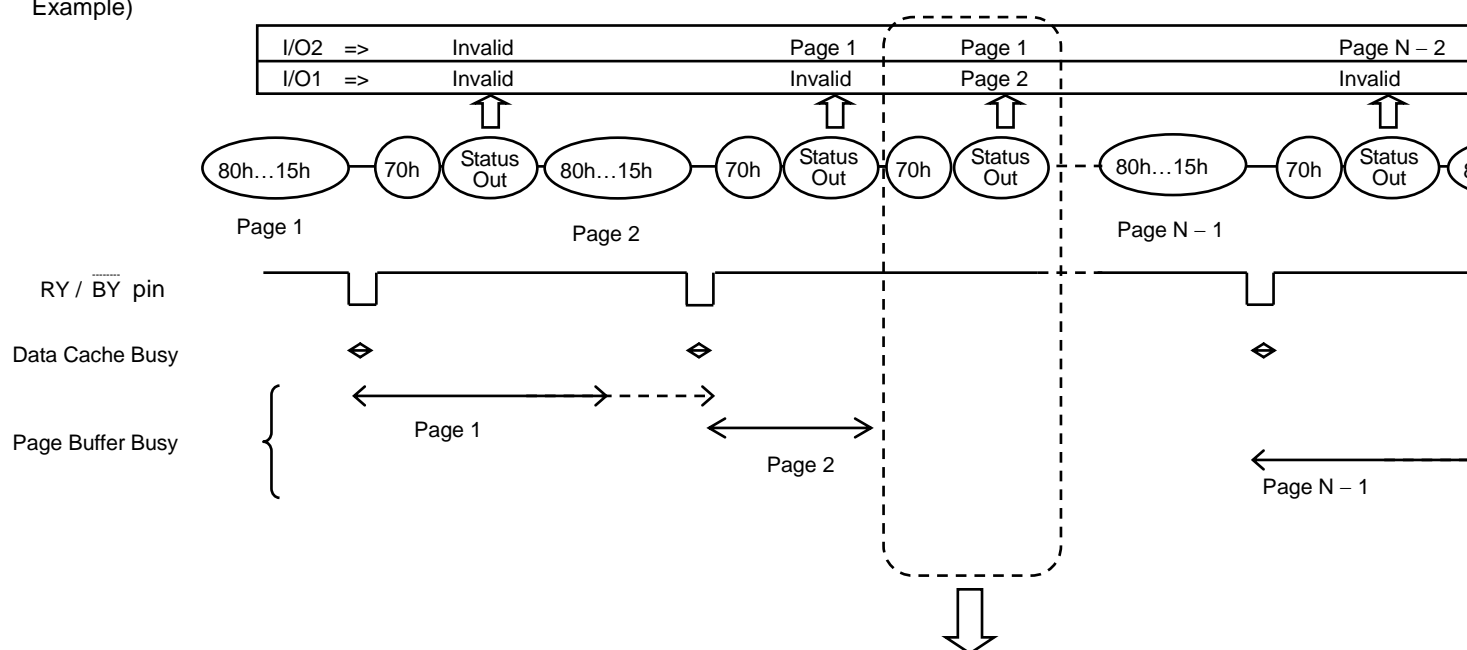 Example)
I/O2 => Invalid Page 1 Page 1 Page N − 2
I/O1 => Invalid Invalid Page 2 Invalid
80h…15h 70h Status Out 80h…15h 70h Status Out 70h Status Out 80h…15h 70h Status Out 8
Page 1 Page 2 Page N − 1
RY / BY pin
Data Cache Busy
Page Buffer Busy
Page 1
Page 2
Page N − 1